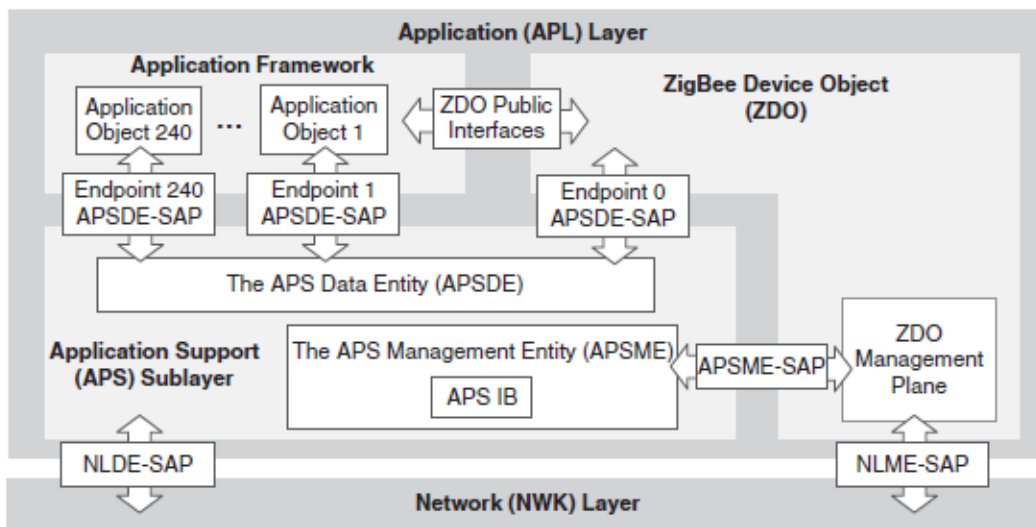 Application (APL) Layer
Application Framework
ZigBee Device Object
(ZDO)
Application
Object 240
...
Application
Object 1
ZDO Public
Interfaces
Endpoint 240
APSDE-SAP
Endpoint 1
APSDE-SAP
Endpoint 0
APSDE-SAP
The APS Data Entity (APSDE)
Application Support
(APS) Sublayer
The APS Management Entity (APSME)
APS IB
APSME-SAP
ZDO
Management
Plane
NLDE-SAP
NLME-SAP
Network (NWK) Layer